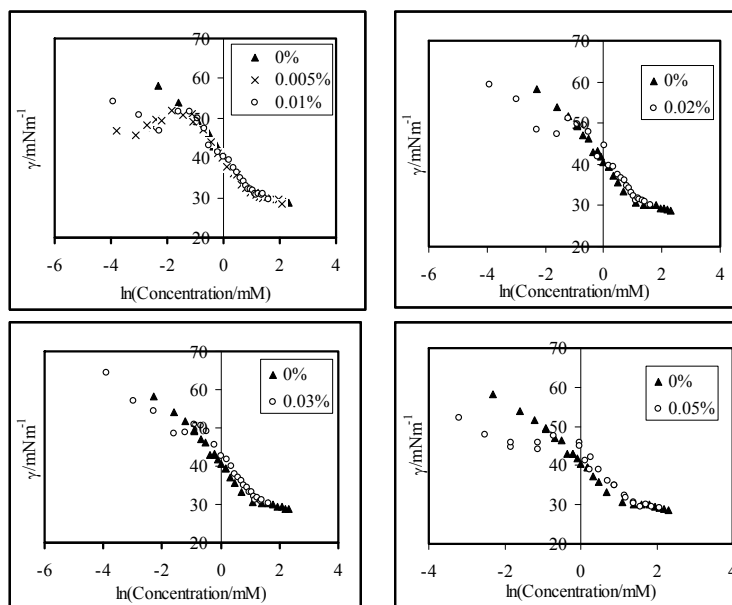 70
60
50
40
30
20
γ/mNm-1
▲ 0%
× 0.005%
○ 0.01%
-6 -4 -2 0 2 4
ln(Concentration/mM)
70
60
50
40
30
20
γ/mNm-1
▲ 0%
○ 0.02%
-6 -4 -2 0 2 4
ln(Concentration/mM)
70
60
50
40
30
20
γ/mNm-1
▲ 0%
○ 0.03%
-6 -4 -2 0 2 4
ln(Concentration/mM)
70
60
50
40
30
20
γ/mNm-1
▲ 0%
○ 0.05%
-4 -2 0 2 4
ln(Concentration/mM)